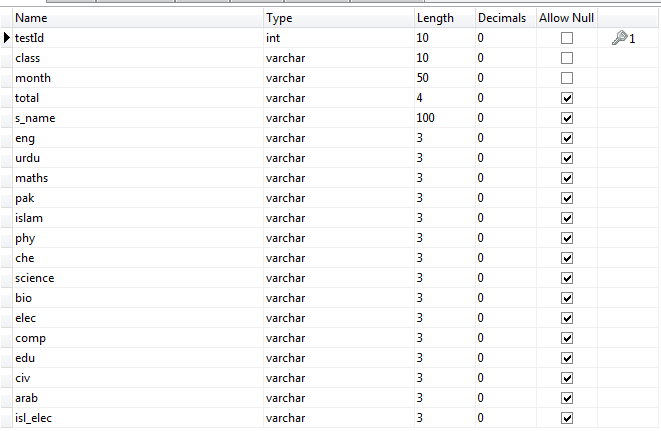 Name Type Length Decimals Allow Null
testId int 10 0 1
class varchar 10 0
month varchar 50 0
total varchar 4 0
s_name varchar 100 0
eng varchar 3 0
urdu varchar 3 0
maths varchar 3 0
pak varchar 3 0
islam varchar 3 0
phy varchar 3 0
che varchar 3 0
science varchar 3 0
bio varchar 3 0
elec varchar 3 0
comp varchar 3 0
edu varchar 3 0
civ varchar 3 0
arab varchar 3 0
isl_elec varchar 3 0